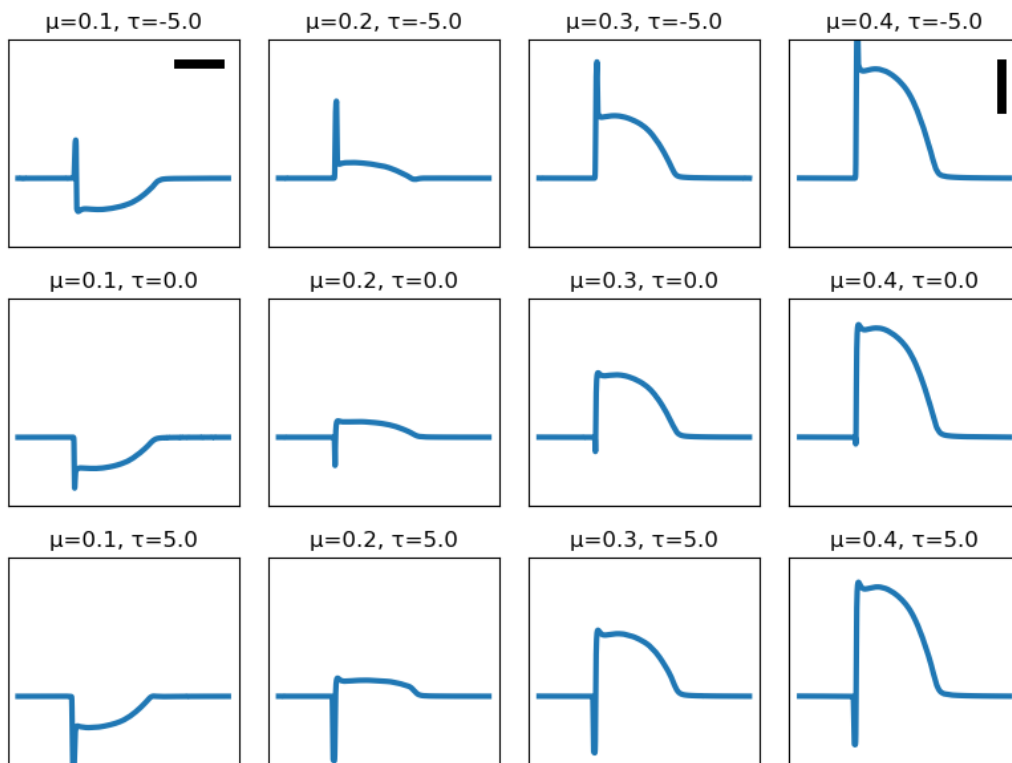 μ=0.1, τ=-5.0
μ=0.2, τ=-5.0
μ=0.3, τ=-5.0
μ=0.4, τ=-5.0
μ=0.1, τ=0.0
μ=0.2, τ=0.0
μ=0.3, τ=0.0
μ=0.4, τ=0.0
μ=0.1, τ=5.0
μ=0.2, τ=5.0
μ=0.3, τ=5.0
μ=0.4, τ=5.0